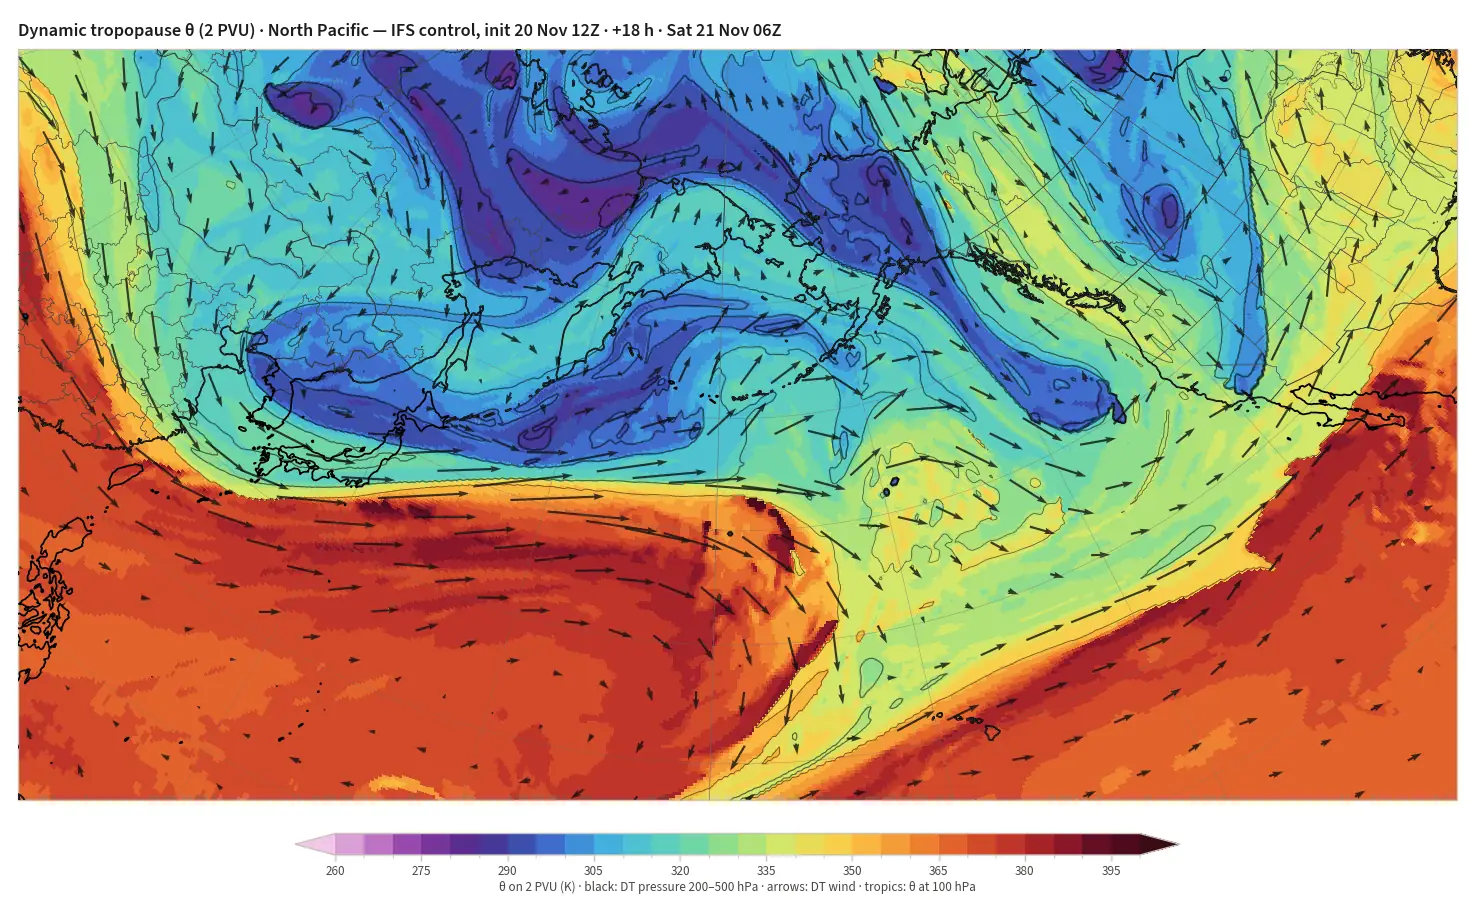 Dynamic tropopause θ (2 PVU) · North Pacific — IFS control, init 20 Nov 12Z · +18 h · Sat 21 Nov 06Z
260 275 290 305 320 335 350 365 380 395
θ on 2 PVU (K) · black: DT pressure 200–500 hPa · arrows: DT wind · tropics: θ at 100 hPa